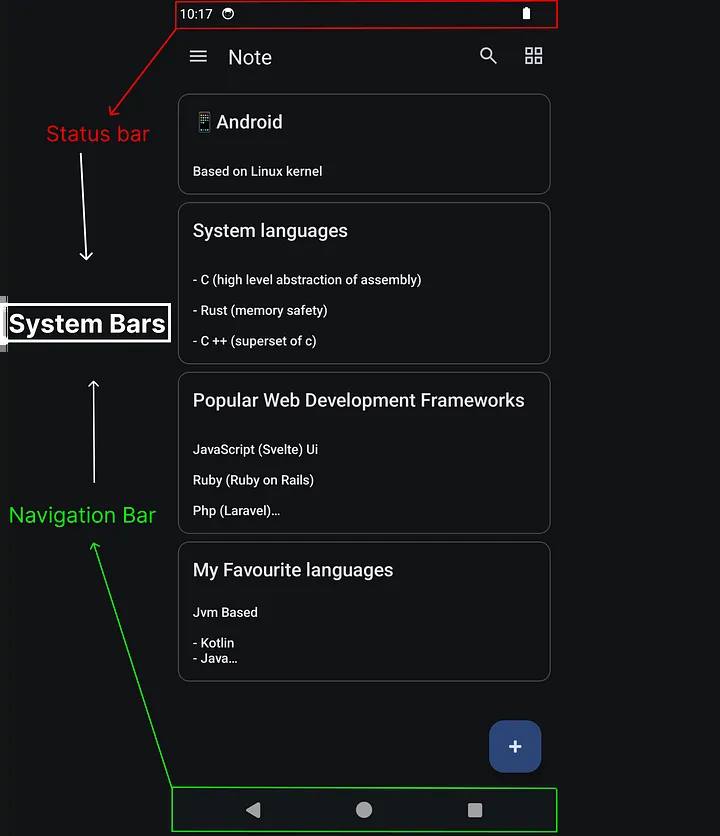 10:17
Note
📱Android
Based on Linux kernel
Status bar
System languages
- C (high level abstraction of assembly)
- Rust (memory safety)
- C ++ (superset of c)
System Bars
Popular Web Development Frameworks
JavaScript (Svelte) Ui
Ruby (Ruby on Rails)
Php (Laravel)...
Navigation Bar
My Favourite languages
Jvm Based
- Kotlin
- Java...
+